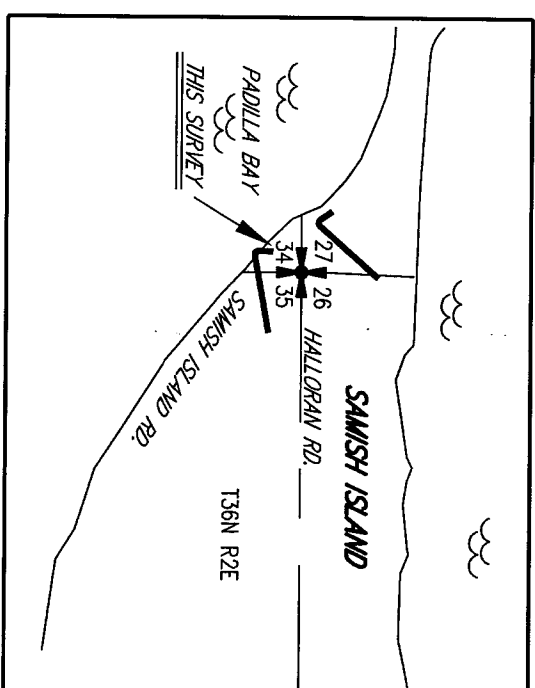 PADILLA BAY
THIS SURVEY
27
26
34
35
HALLORAN RD.
SAMISH ISLAND
SAMISH ISLAND RD.
T36N R2E